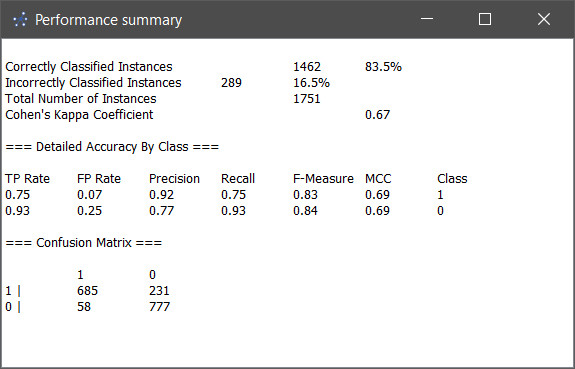 Performance summary
Correctly Classified Instances 1462 83.5%
Incorrectly Classified Instances 289 16.5%
Total Number of Instances 1751
Cohen's Kappa Coefficient 0.67
=== Detailed Accuracy By Class ===
TP Rate FP Rate Precision Recall F-Measure MCC Class
0.75 0.07 0.92 0.75 0.83 0.69 1
0.93 0.25 0.77 0.93 0.84 0.69 0
=== Confusion Matrix ===
1 0
1 | 685 231
0 | 58 777